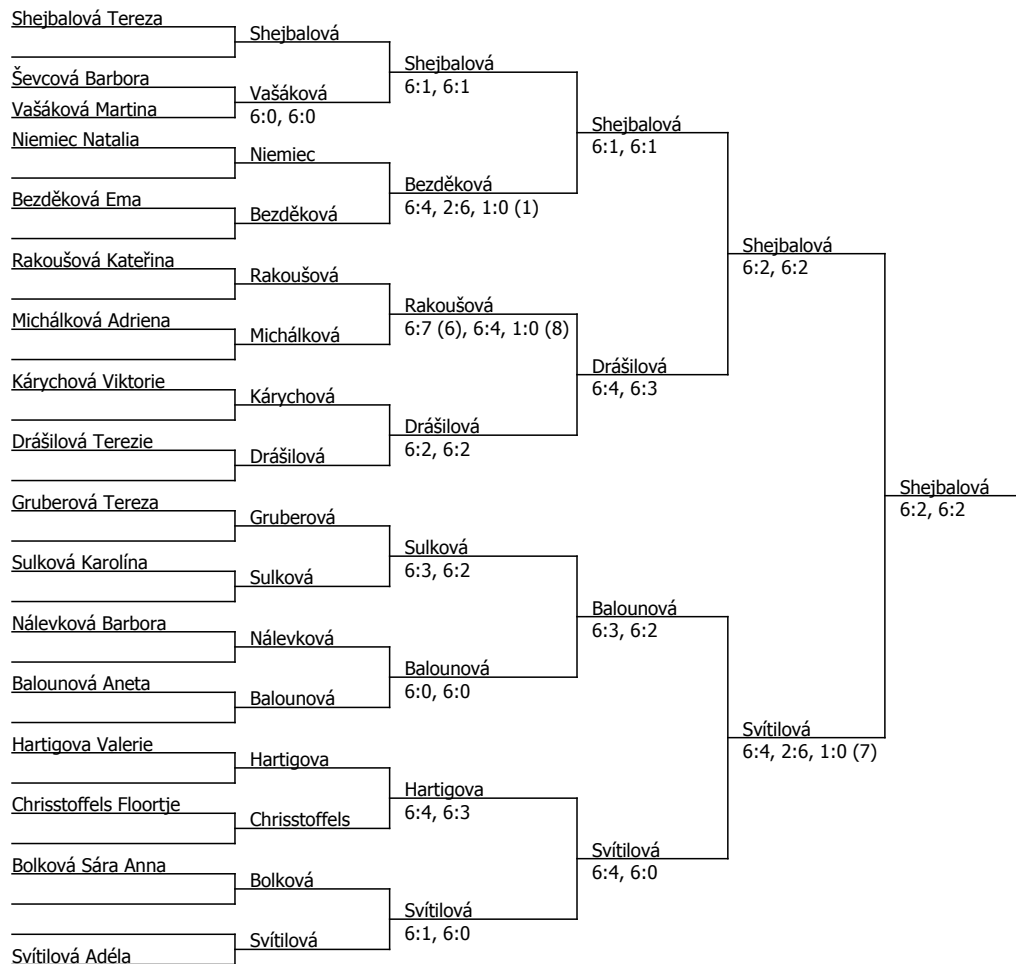 Shejbalová Tereza
Ševcová Barbora
Vašáková Martina
Niemiec Natalia
Bezděková Ema
Rakoušová Kateřina
Michálková Adriena
Kárychová Viktorie
Drášilová Terezie
Gruberová Tereza
Sulková Karolína
Nálevková Barbora
Balounová Aneta
Hartigova Valerie
Chrisstoffels Floortje
Bolková Sára Anna
Svítilová Adéla
Shejbalová
Vašáková
6:0, 6:0
Niemiec
Bezděková
Rakoušová
Michálková
Kárychová
Drášilová
Gruberová
Sulková
Nálevková
Balounová
Hartigova
Chrisstoffels
Bolková
Svítilová
Shejbalová
6:1, 6:1
Bezděková
6:4, 2:6, 1:0 (1)
Rakoušová
6:7 (6), 6:4, 1:0 (8)
Drášilová
6:2, 6:2
Sulková
6:3, 6:2
Balounová
6:0, 6:0
Hartigova
6:4, 6:3
Svítilová
6:1, 6:0
Shejbalová
6:1, 6:1
Drášilová
6:4, 6:3
Balounová
6:3, 6:2
Svítilová
6:4, 6:0
Shejbalová
6:2, 6:2
Svítilová
6:4, 2:6, 1:0 (7)
Shejbalová
6:2, 6:2